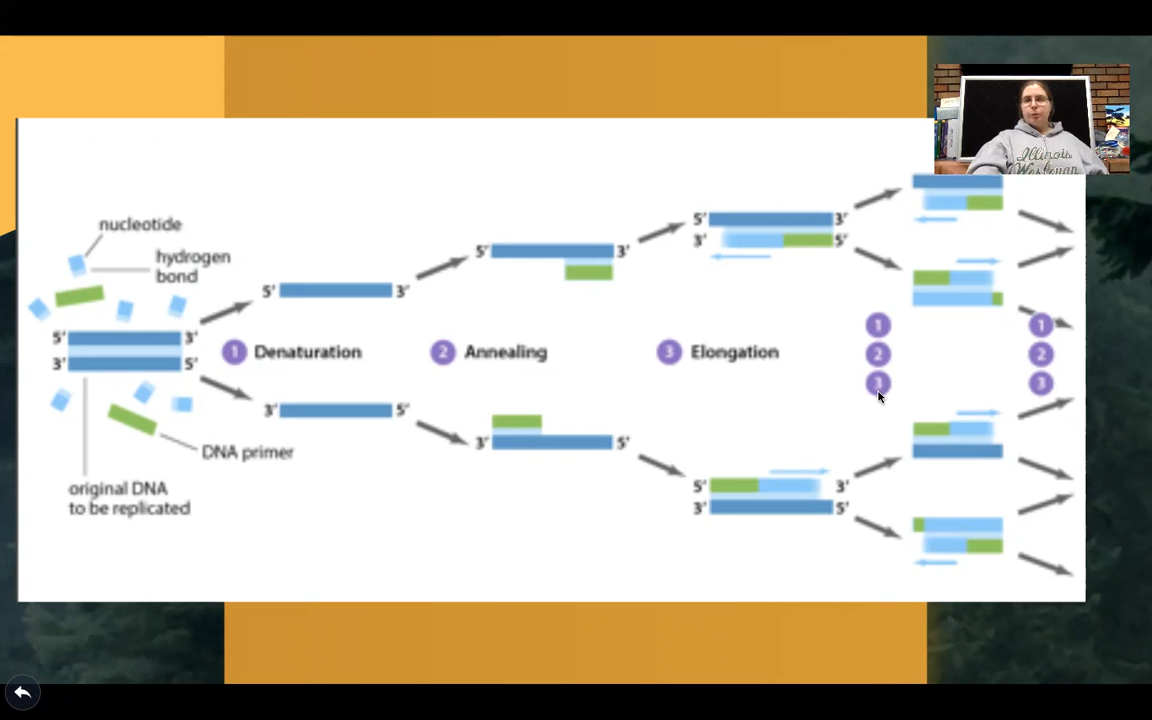 nucleotide
hydrogen
bond
5' 3'
3' 5'
DNA primer
original DNA
to be replicated
5' 3'
1 Denaturation
3' 5'
5' 3'
2 Annealing
3' 5'
5' 3'
3' 5'
3 Elongation
5' 3'
3' 5'
1
2
3
1
2
3
Illinois
Wesleyan